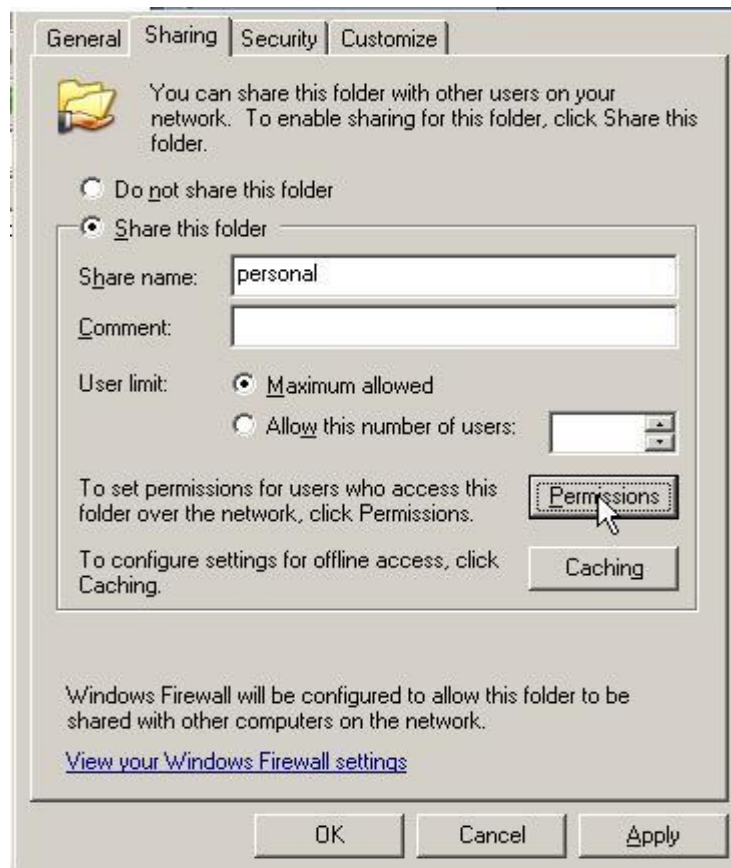 General
Sharing
Security
Customize
You can share this folder with other users on your
network. To enable sharing for this folder, click Share this
folder.
Do not share this folder
Share this folder
Share name: personal
Comment:
User limit: Maximum allowed
Allow this number of users:
To set permissions for users who access this
folder over the network, click Permissions.
Permissions
To configure settings for offline access, click
Caching.
Caching
Windows Firewall will be configured to allow this folder to be
shared with other computers on the network.
View your Windows Firewall settings
OK
Cancel
Apply